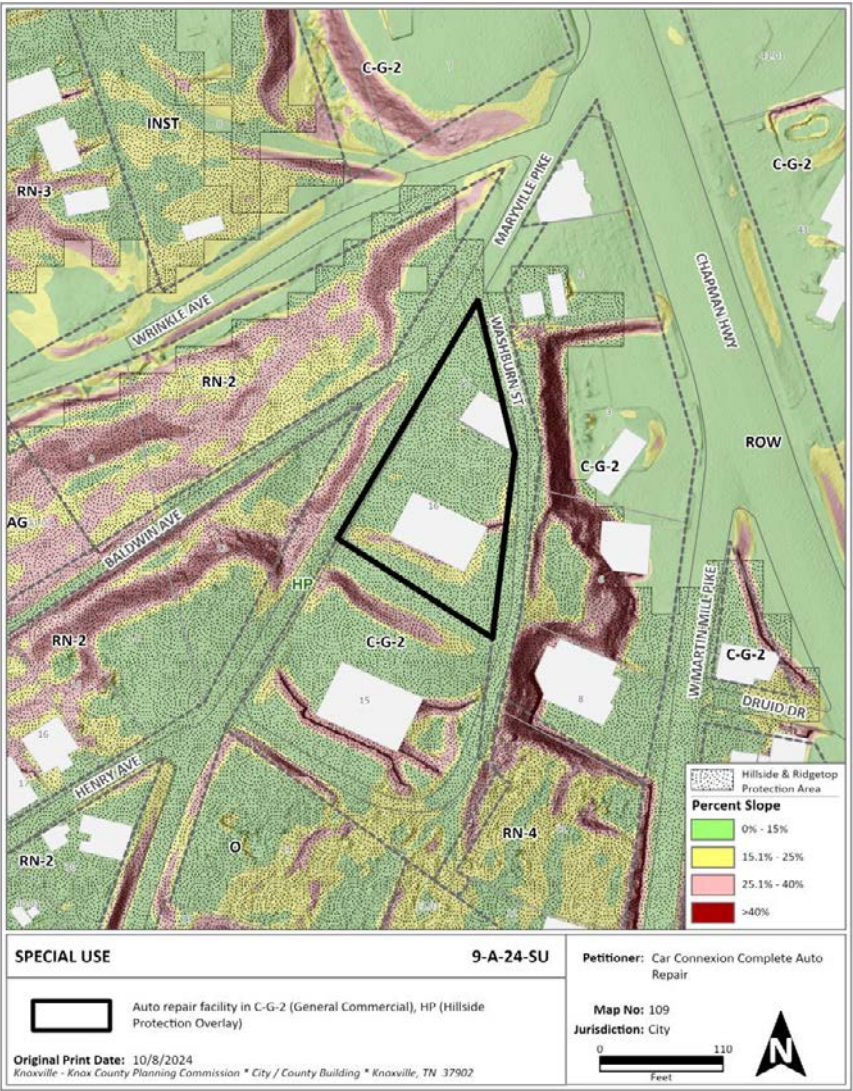 C-G-2
INST
C-G-2
RN-3
MARYVILLE PIKE
WRINKLE AVE
CHAPMAN HWY
2
WASHBURN ST
RN-2
3
ROW
C-G-2
16
AG
BALDWIN AVE
HP
W MARTIN MILL PIKE
RN-2
C-G-2
C-G-2
15
8
DRUID DR
16
17
HENRY AVE
O
RN-4
RN-2
Hillside & Ridgetop
Protection Area
Percent Slope
0% - 15%
15.1% - 25%
25.1% - 40%
>40%
SPECIAL USE
9-A-24-SU
Auto repair facility in C-G-2 (General Commercial), HP (Hillside
Protection Overlay)
Original Print Date: 10/8/2024
Knoxville - Knox County Planning Commission * City / County Building * Knoxville, TN 37902
Petitioner: Car Connexion Complete Auto
Repair
Map No: 109
Jurisdiction: City
0 110
Feet
N